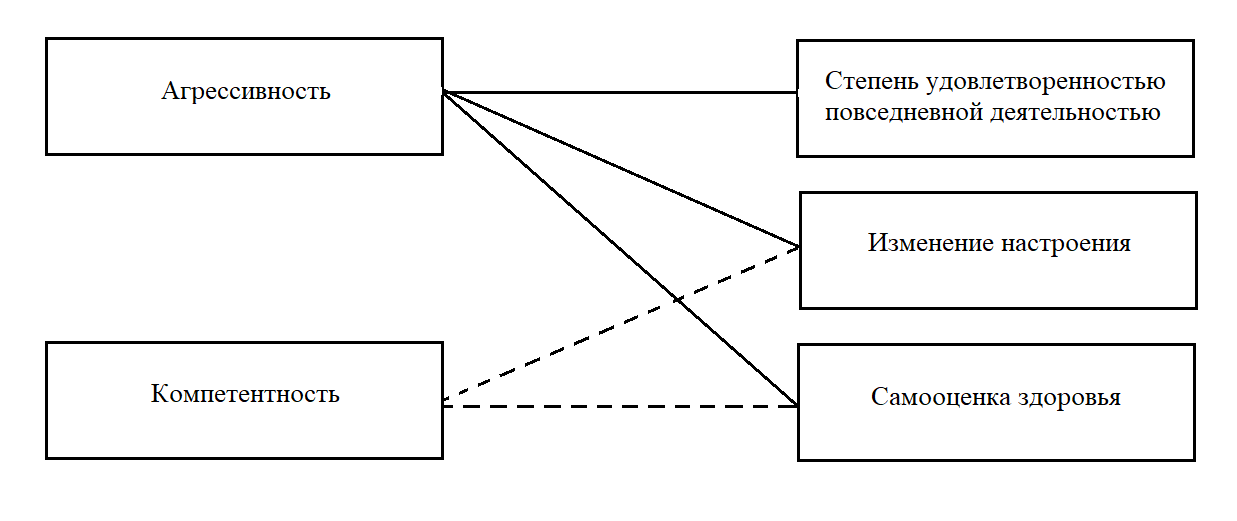 Агрессивность
Степень удовлетворенностью
повседневной деятельностью
Изменение настроения
Компетентность
Самооценка здоровья